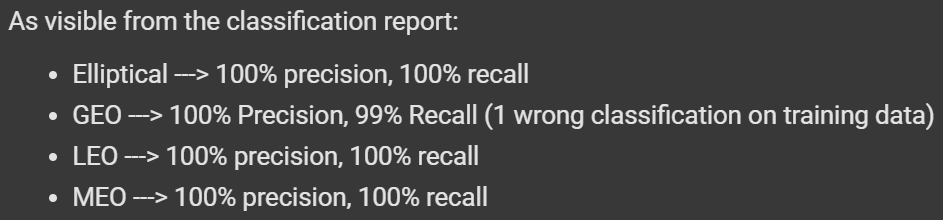 As visible from the classification report:
• Elliptical ---> 100% precision, 100% recall
• GEO ---> 100% Precision, 99% Recall (1 wrong classification on training data)
• LEO ---> 100% precision, 100% recall
• MEO ---> 100% precision, 100% recall